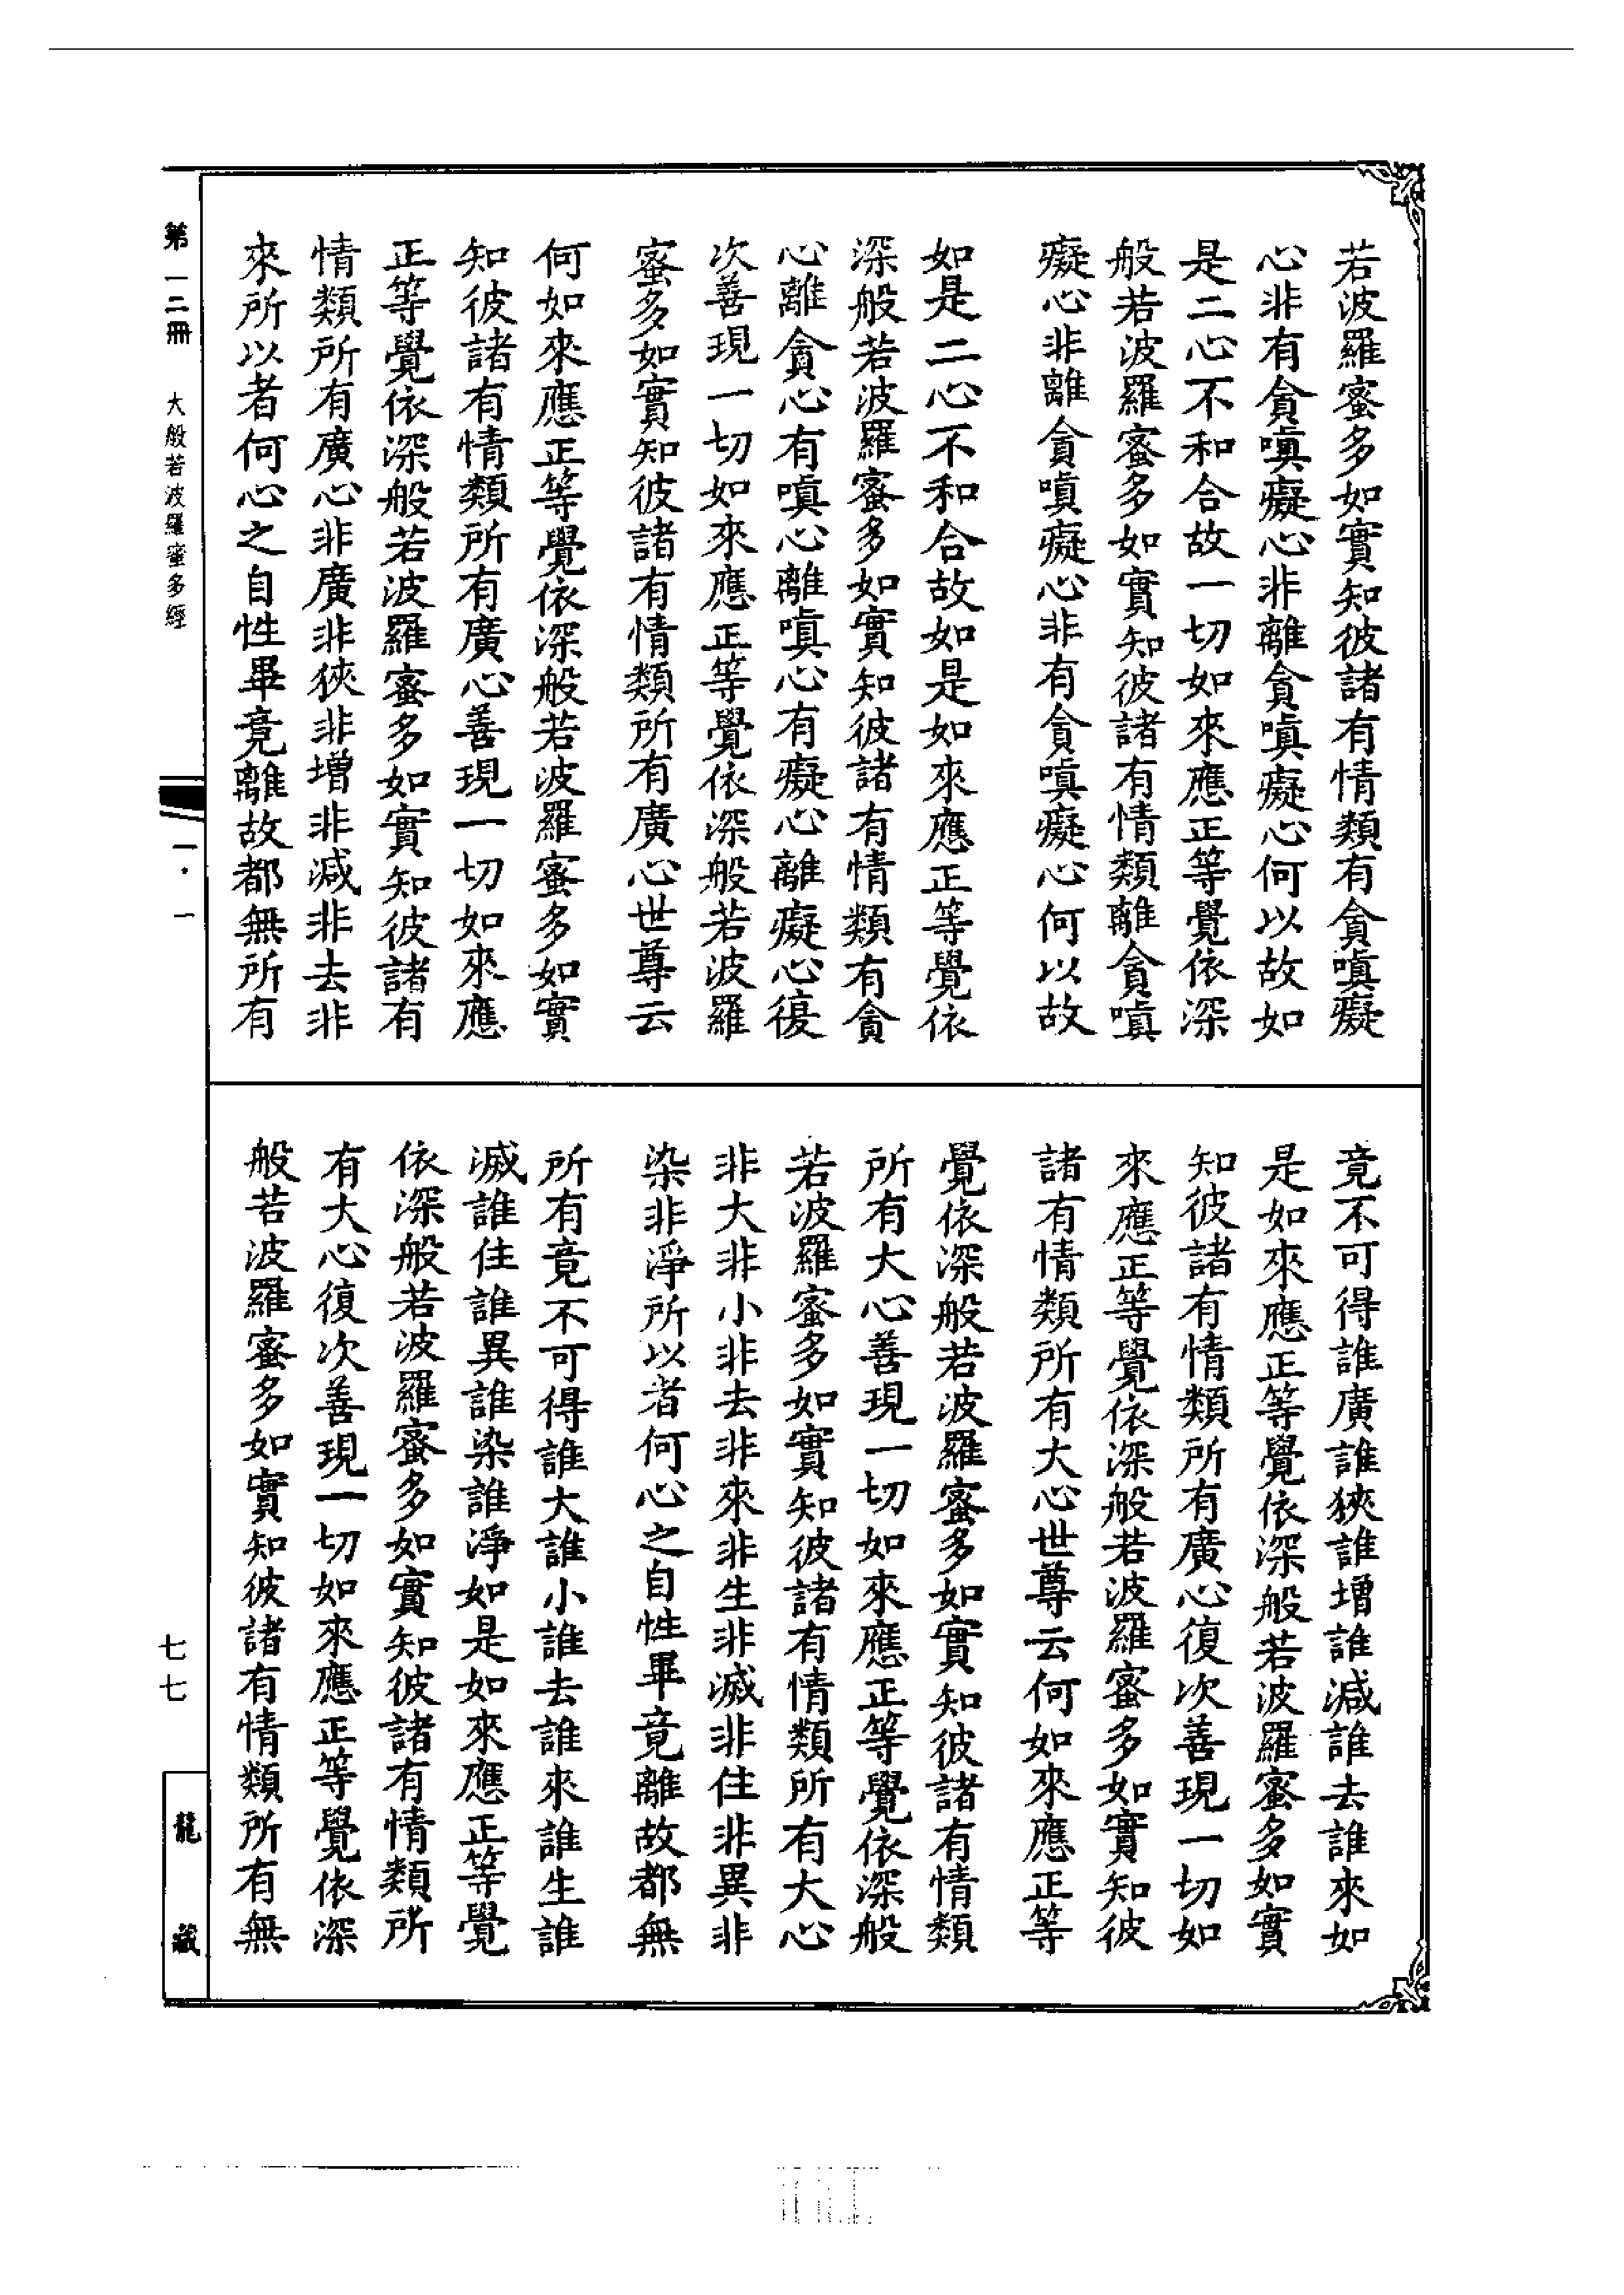 若波羅蜜多如實知彼諸有情類有貪嗔癡
心非有貪嗔癡心非離貪嗔癡心何以故如
是二心不和合故一切如來應正等覺依深
般若波羅蜜多如實知彼諸有情類離貪嗔
癡心非離貪嗔癡心非有貪嗔癡心何以故
如是二心不和合故如是如來應正等覺依
深般若波羅蜜多如實知彼諸有情類有貪
心離貪心有嗔心離嗔心有癡心離癡心復
次善現一切如來應正等覺依深般若波羅
蜜多如實知彼諸有情類所有廣心世尊云
何如來應正等覺依深般若波羅蜜多如實
知彼諸有情類所有廣心善現一切如來應
正等覺依深般若波羅蜜多如實知彼諸有
情類所有廣心非廣非狹非增非減非去非
來所以者何心之自性畢竟離故都無所有
竟不可得誰廣誰狹誰增誰減誰去誰來如
是如來應正等覺依深般若波羅蜜多如實
知彼諸有情類所有廣心復次善現一切如
來應正等覺依深般若波羅蜜多如實知彼
諸有情類所有大心世尊云何如來應正等
覺依深般若波羅蜜多如實知彼諸有情類
所有大心善現一切如來應正等覺依深般
若波羅蜜多如實知彼諸有情類所有大心
非大非小非去非來非生非滅非住非異非
染非淨所以者何心之自性畢竟離故都無
所有竟不可得誰大誰小誰去誰來誰生誰
滅誰住誰異誰染誰淨如是如來應正等覺
依深般若波羅蜜多如實知彼諸有情類所
有大心復次善現一切如來應正等覺依深
般若波羅蜜多如實知彼諸有情類所有無
第一二冊 大般若波羅蜜多經 一·一 七七 龍藏